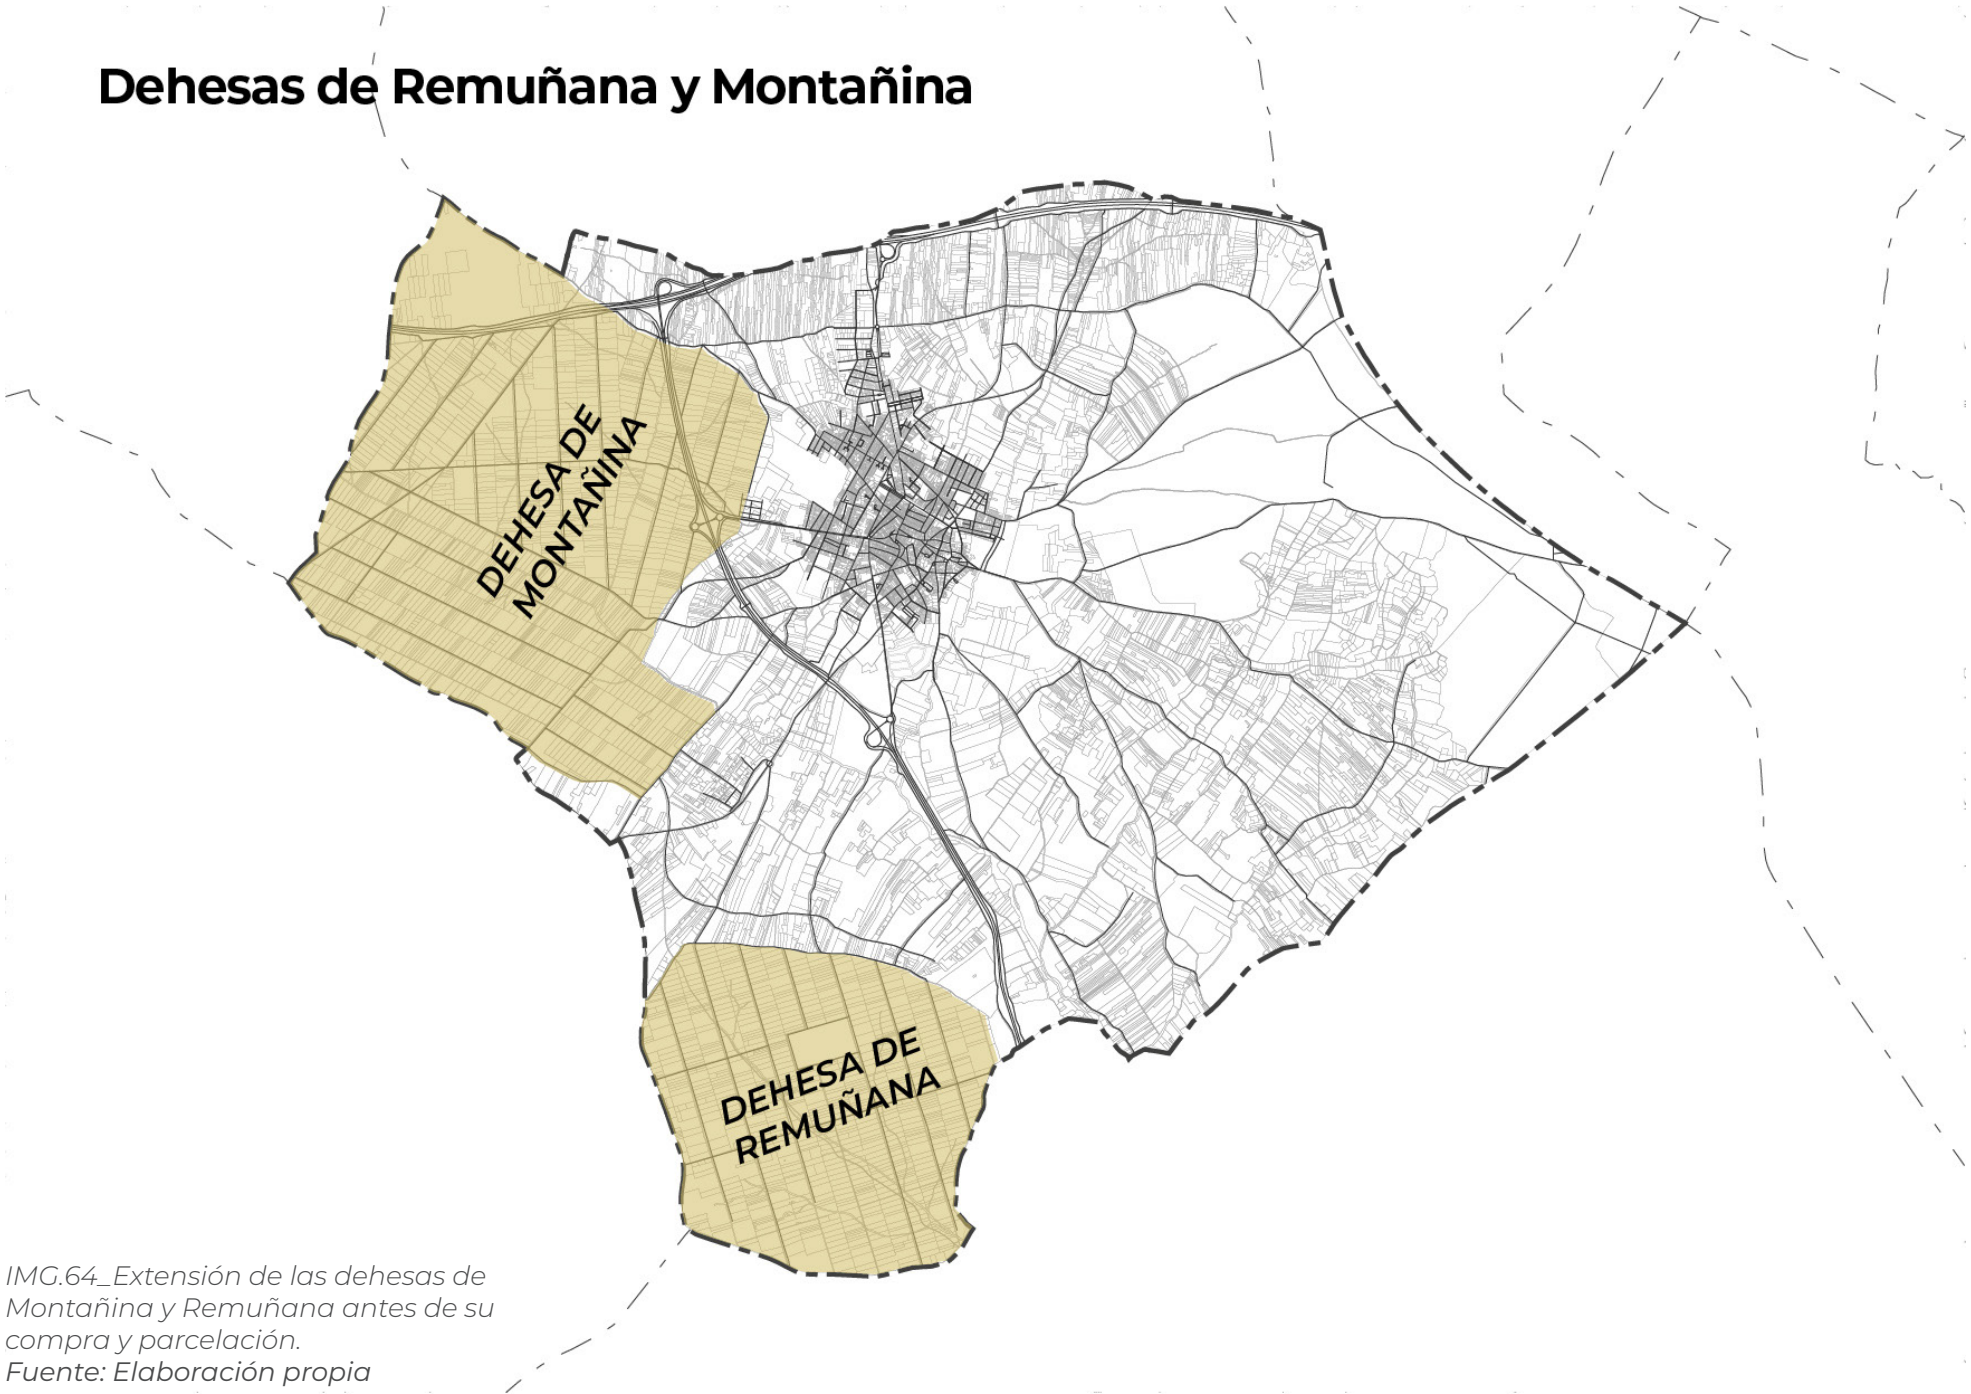 Dehesas de Remuñana y Montañina
DEHESA DE
MONTAÑINA
DEHESA DE
REMUÑANA
IMG.64_Extensión de las dehesas de
Montañina y Remuñana antes de su
compra y parcelación.
Fuente: Elaboración propia